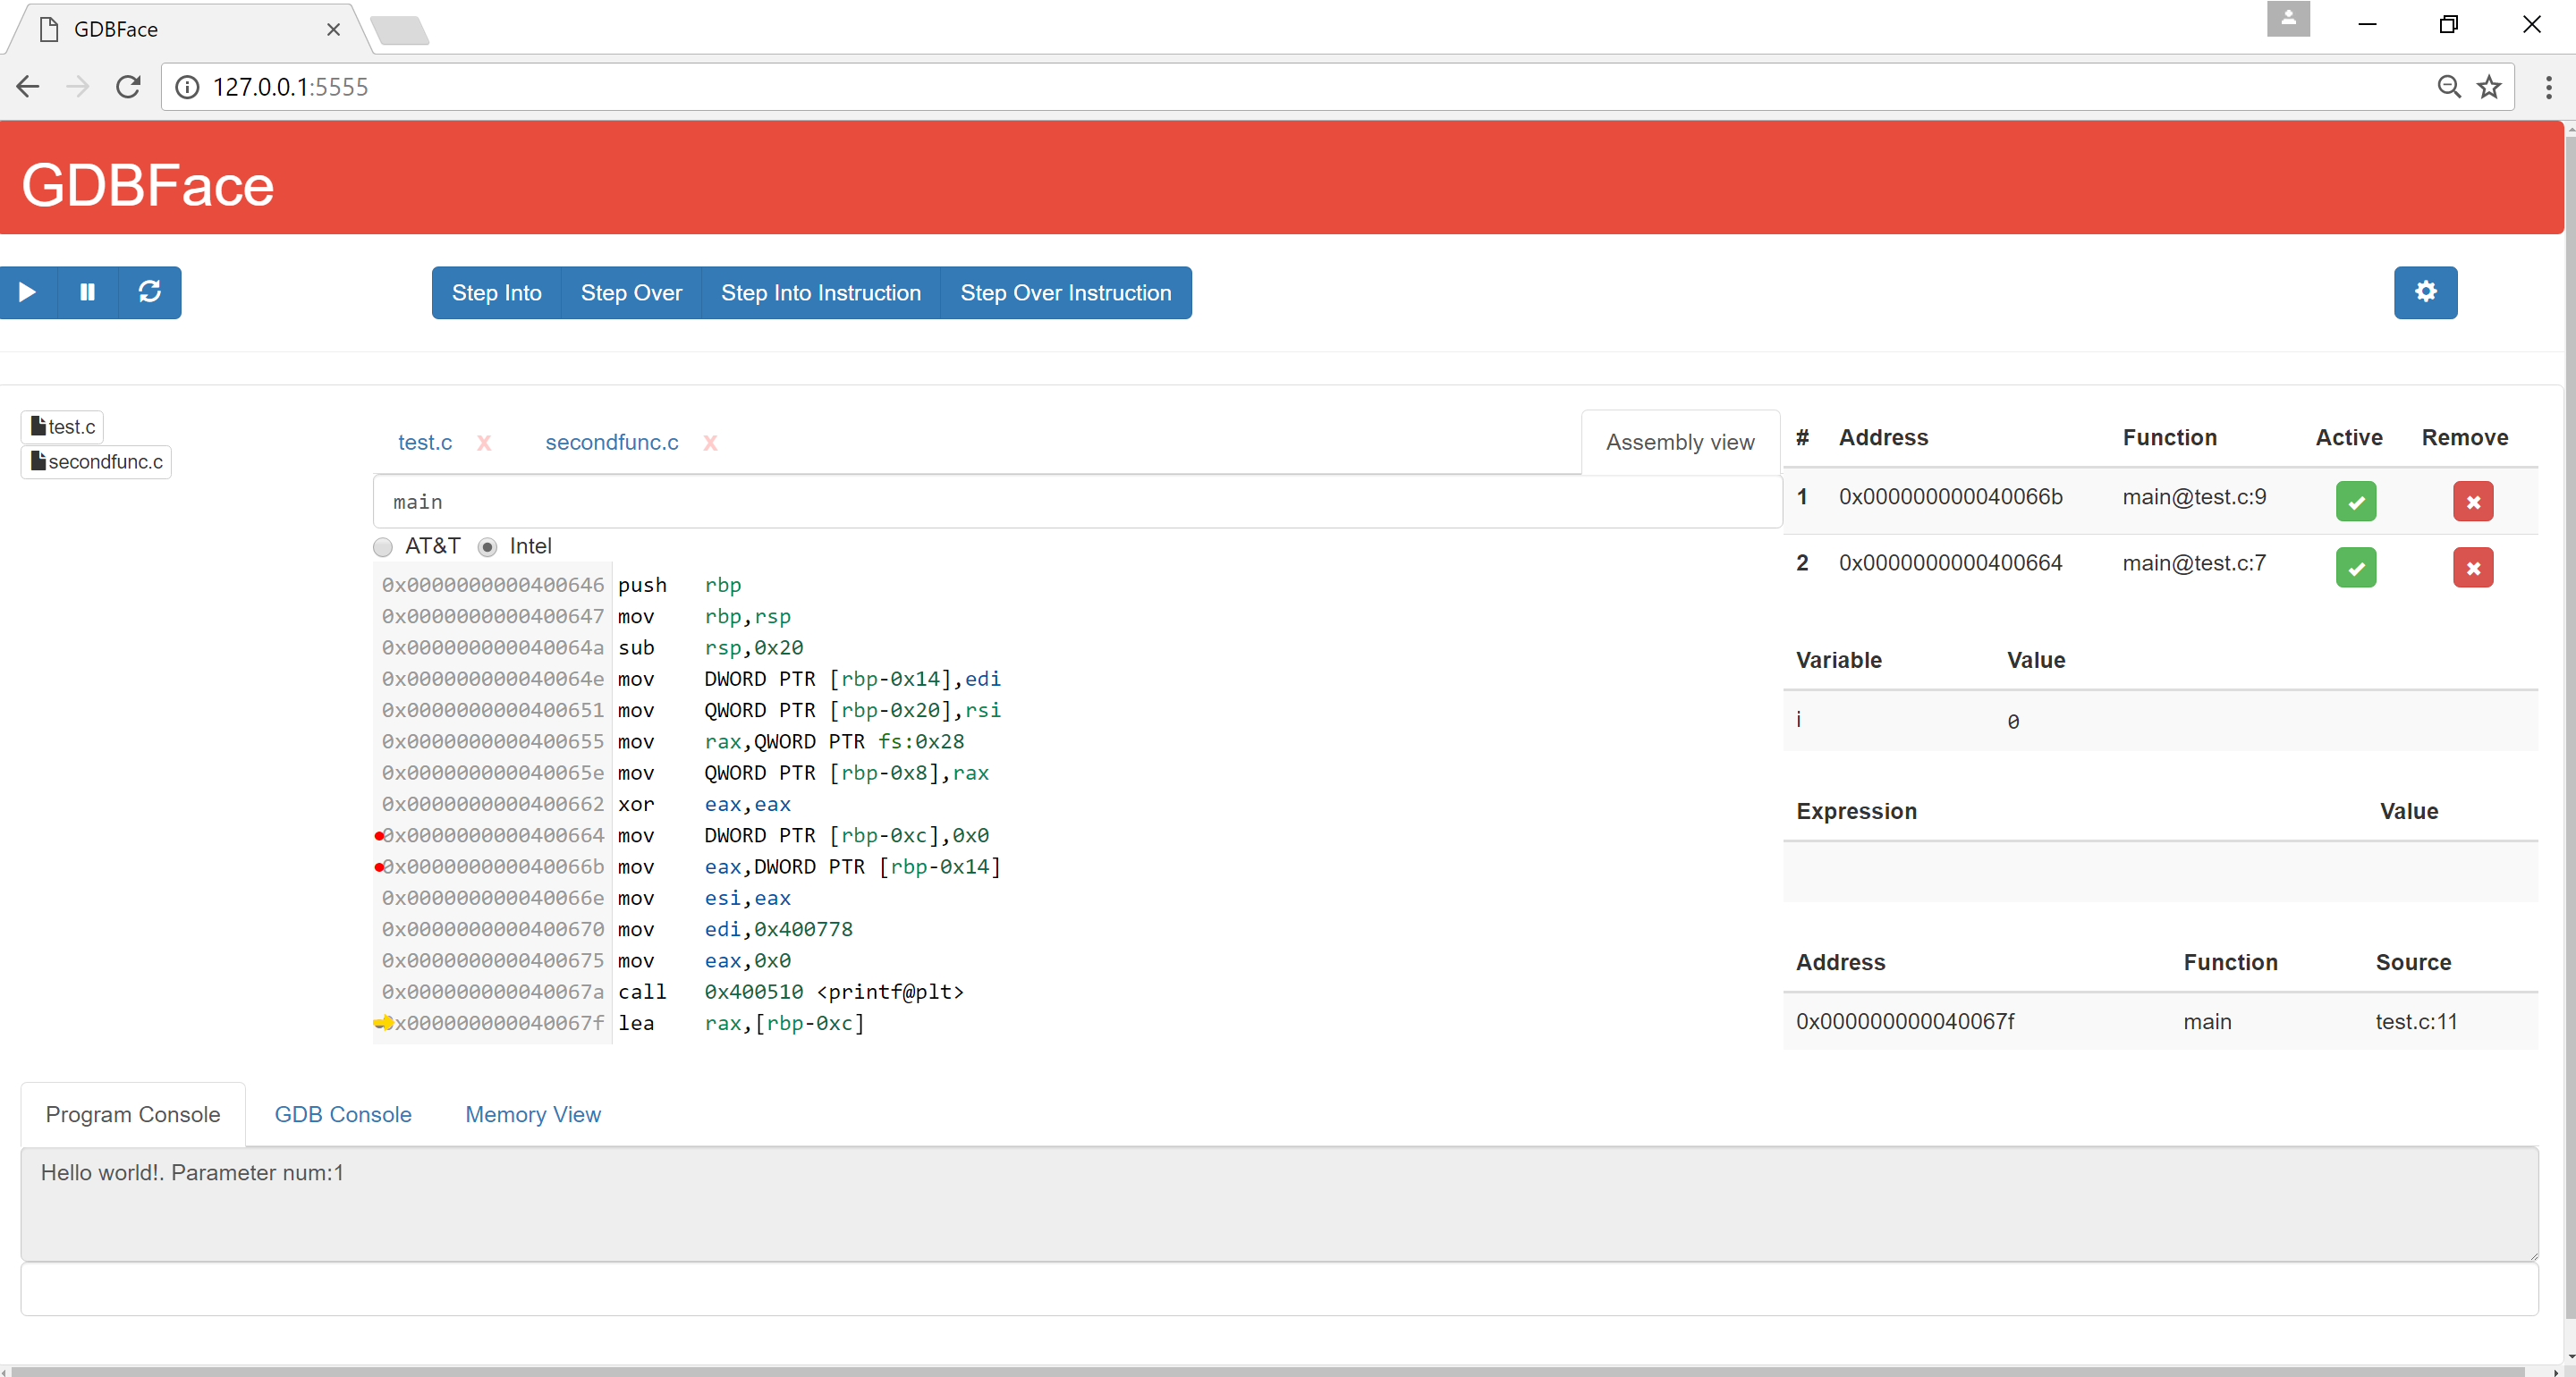 GDBFace
127.0.0.1:5555
GDBFace
Step Into Step Over Step Into Instruction Step Over Instruction
test.c
secondfunc.c
test.c x secondfunc.c x Assembly view
main
AT&T Intel
0x0000000000400646 push rbp
0x0000000000400647 mov rbp,rsp
0x000000000040064a sub rsp,0x20
0x000000000040064e mov DWORD PTR [rbp-0x14],edi
0x0000000000400651 mov QWORD PTR [rbp-0x20],rsi
0x0000000000400655 mov rax,QWORD PTR fs:0x28
0x000000000040065e mov QWORD PTR [rbp-0x8],rax
0x0000000000400662 xor eax,eax
0x0000000000400664 mov DWORD PTR [rbp-0xc],0x0
0x000000000040066b mov eax,DWORD PTR [rbp-0x14]
0x000000000040066e mov esi,eax
0x0000000000400670 mov edi,0x400778
0x0000000000400675 mov eax,0x0
0x000000000040067a call 0x400510 <printf@plt>
0x000000000040067f lea rax,[rbp-0xc]
# Address Function Active Remove
1 0x000000000040066b main@test.c:9
2 0x0000000000400664 main@test.c:7
Variable Value
i 0
Expression Value
Address Function Source
0x000000000040067f main test.c:11
Program Console GDB Console Memory View
Hello world!. Parameter num:1